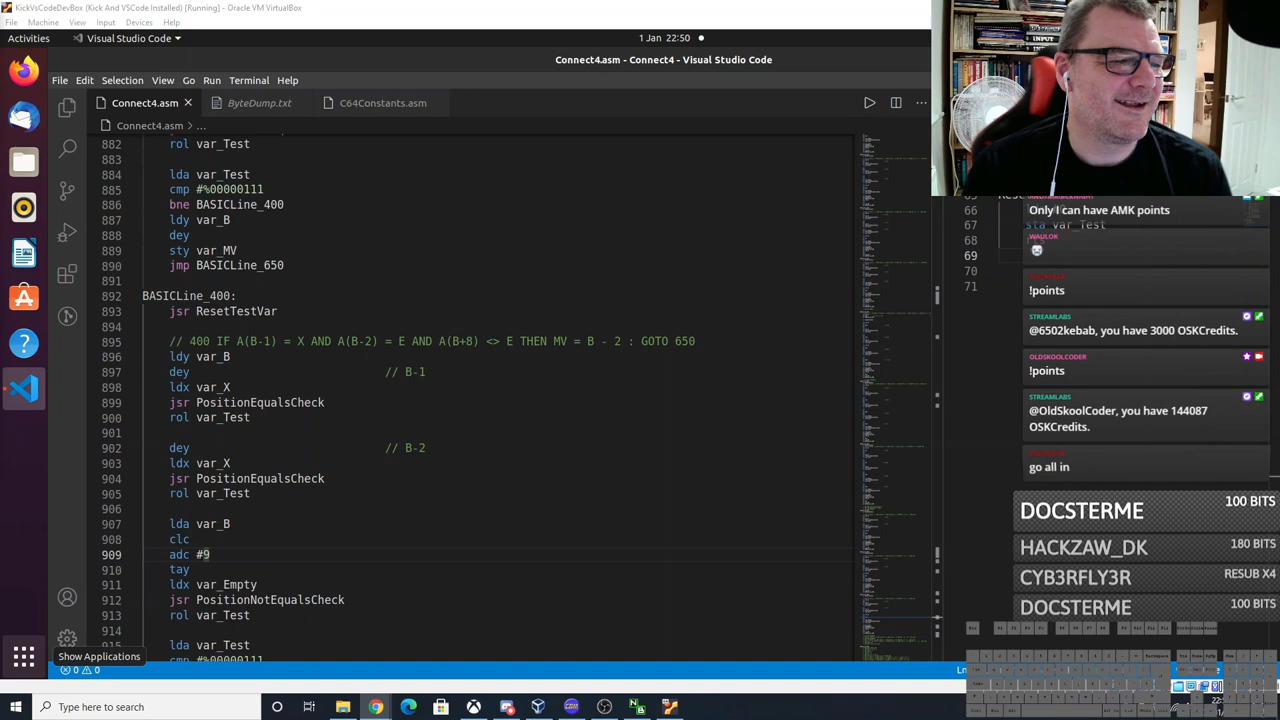 KickVsCodeDevBox (Kick And VSCode Installed) [Running] - Oracle VM VirtualBox
File Machine View Input Devices Help
Activities
Visual Studio Code
1 Jan 22:50
Connect4.asm - Connect4 - Visual Studio Code
File Edit Selection View Go Run Terminal Help
Connect4.asm ByteDump.txt C64Constants.asm
Connect4.asm > ...
882 rol var_Test
883
884 lda var_Test
885 cmp #%00000111
886 bne BASICLine_400
887 ldy var_B
888 dey
889 sty var_MV
890 jmp BASICLine_650
891
892 BASICLine_400:
893 jsr ResetTestVar
894
895 // 400 IF A(B-1) = X AND A(B-2) = E AND A(B+8) <> E THEN MV = B - 2 : GOTO 650
896 ldy var_B
897 dey // B-1
898 ldx var_X
899 jsr PositionEqualsCheck
900 rol var_Test
901
902 dey // B-2
903 ldx var_X
904 jsr PositionEqualsCheck
905 rol var_Test
906
907 lda var_B
908 clc
909 adc #9
910 tay
911 ldx var_Empty
912 jsr PositionNotEqualsCheck
913 rol var_Test
914
915 lda var_Test
cmp #%00000111
66
67 sta var_Test
68 rts
69
70
71
Only I can have AMK points
WAULOK
!points
STREAMLABS
@6502kebab, you have 3000 OSKCredits.
OLDSKOOLCODER
!points
STREAMLABS
@OldSkoolCoder, you have 144087
OSKCredits.
go all in
DOCSTERME 100 BITS
HACKZAW_DK 180 BITS
CYB3RFLY3R RESUB X4
DOCSTERME 100 BITS
Show Applications
0 0
Type here to search